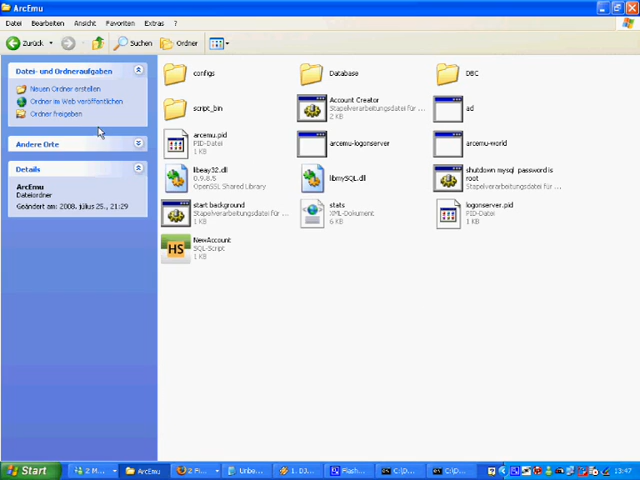 ArcEmu
Datei Bearbeiten Ansicht Favoriten Extras ?
Zurück Suchen Ordner
Datei- und Ordneraufgaben
Neuen Ordner erstellen
Ordner im Web veröffentlichen
Ordner freigeben
Andere Orte
Details
ArcEmu
Dateiordner
Geändert am: 2008. július 25., 21:29
configs
Database
DBC
script_bin
Account Creator
Stapelverarbeitungsdatei für ...
2 KB
ad
arcemu.pid
PID-Datei
1 KB
arcemu-logonserver
arcemu-world
libeay32.dll
0.9.8.5
OpenSSL Shared Library
libmySQL.dll
shutdown mysql password is
root
Stapelverarbeitungsdatei für ...
start background
Stapelverarbeitungsdatei für ...
1 KB
stats
XML-Dokument
6 KB
logonserver.pid
PID-Datei
1 KB
NewAccount
SQL-Script
1 KB
HS
Start 2 M... ArcEmu 2 Fi... Unbe... 1. DJ... Flash... C:\D... C:\D... 13:47